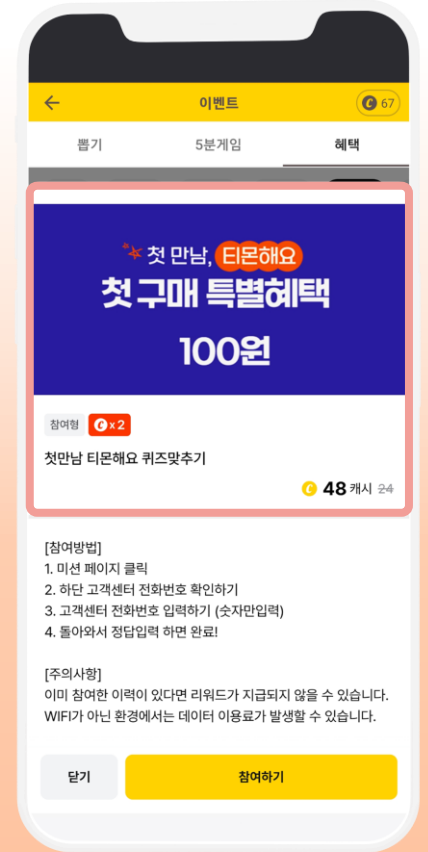 이벤트
67
뽑기
5분게임
혜택
첫 만남, 티몬해요
첫 구매 특별혜택
100원
참여형
x2
첫만남 티몬해요 퀴즈맞추기
48 캐시 24
[참여방법]
1. 미션 페이지 클릭
2. 하단 고객센터 전화번호 확인하기
3. 고객센터 전화번호 입력하기 (숫자만입력)
4. 돌아와서 정답입력 하면 완료!
[주의사항]
이미 참여한 이력이 있다면 리워드가 지급되지 않을 수 있습니다.
WIFI가 아닌 환경에서는 데이터 이용료가 발생할 수 있습니다.
닫기
참여하기